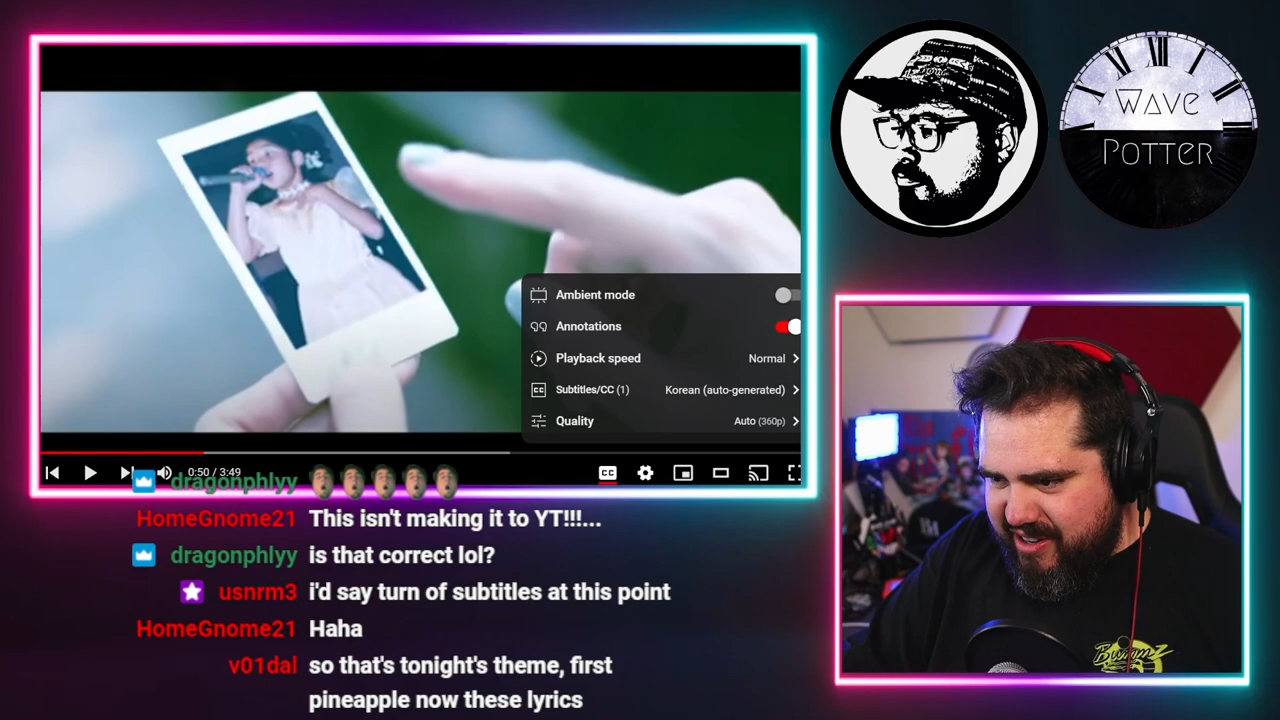 WAVE
POTTER
Ambient mode
Annotations
Playback speed Normal
Subtitles/CC (1) Korean (auto-generated)
Quality Auto (360p)
0:50 / 3:49
CC
dragonphlyy
HomeGnome21 This isn't making it to YT!!!...
dragonphlyy is that correct lol?
usnrm3 i'd say turn of subtitles at this point
HomeGnome21 Haha
v01dal so that's tonight's theme, first
pineapple now these lyrics